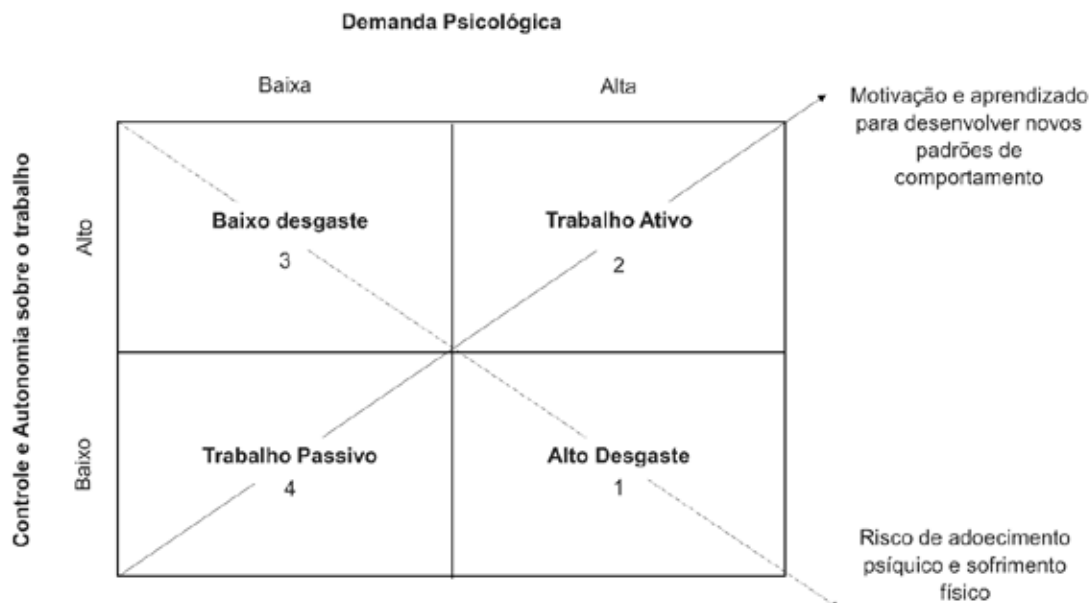 Demanda Psicológica
Baixa
Alta
Motivação e aprendizado
para desenvolver novos
padrões de
comportamento
Controle e Autonomia sobre o trabalho
Alto
Baixo desgaste
3
Trabalho Ativo
2
Baixo
Trabalho Passivo
4
Alto Desgaste
1
Risco de adoecimento
psíquico e sofrimento
físico